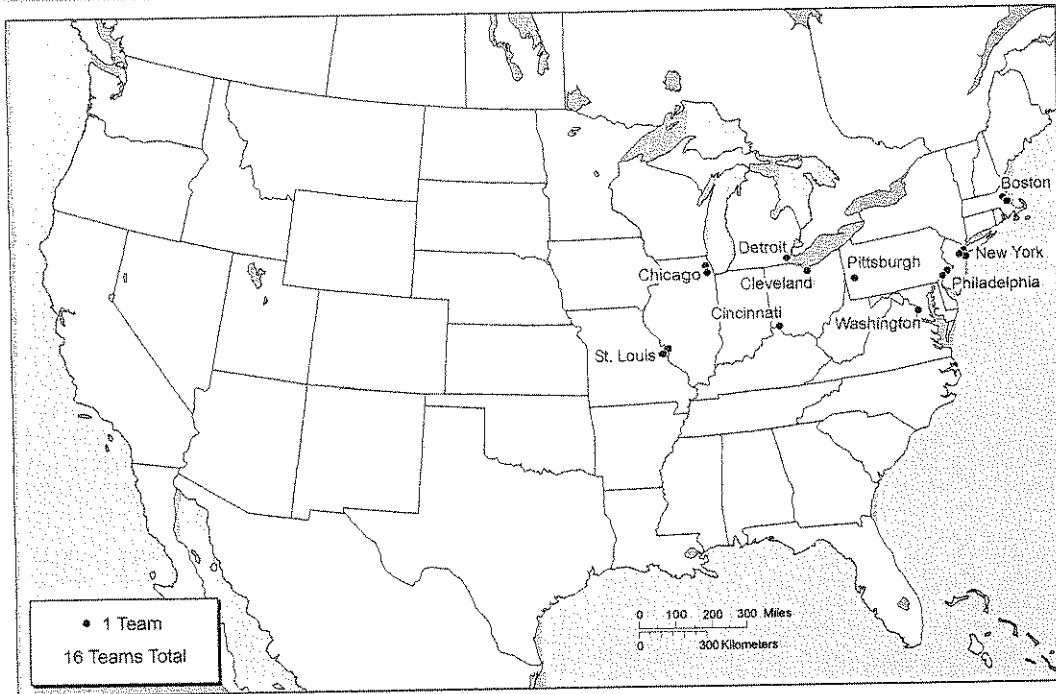 Boston
Detroit
New York
Chicago
Pittsburgh
Cleveland
Philadelphia
Cincinnati
Washington
St. Louis
0 100 200 300 Miles
0 300 Kilometers
1 Team
16 Teams Total